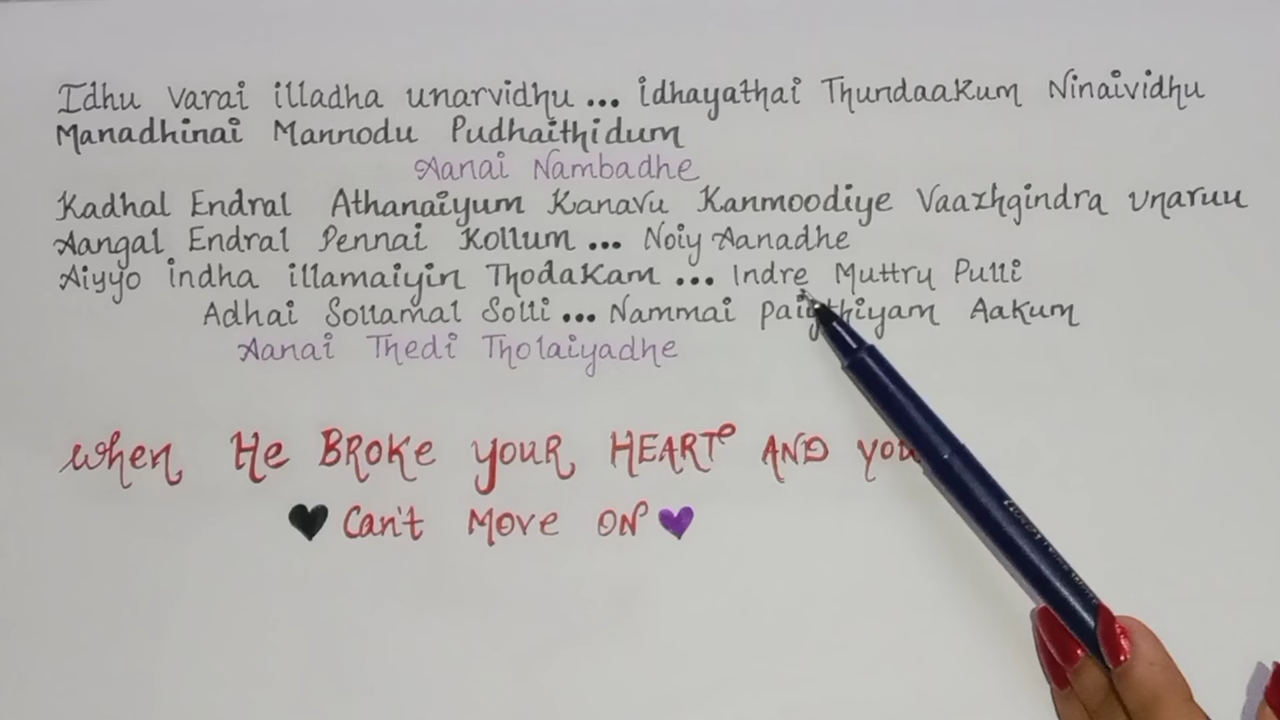 Idhu varai illadha unarvidhu ... idhayathai Thundaakum Ninaividhu
Manadhinai Mannodu Pudhaithidum
Aanai Nambadhe
Kadhal Endral Athanaiyum Kanavu Kanmoodiye Vaazhgindra unaruu
Aangal Endral Pennai Kollum ... Noiy Aanadhe
Aiyyo indha illamaiyin Thodakam ... Indre Muttru Pulli
Adhai Sollamal Solli ... Nammai paiythiyam Aakum
Aanai Thedi Tholaiyadhe
when He BROKe youR HEART AND you
Can't Move ON